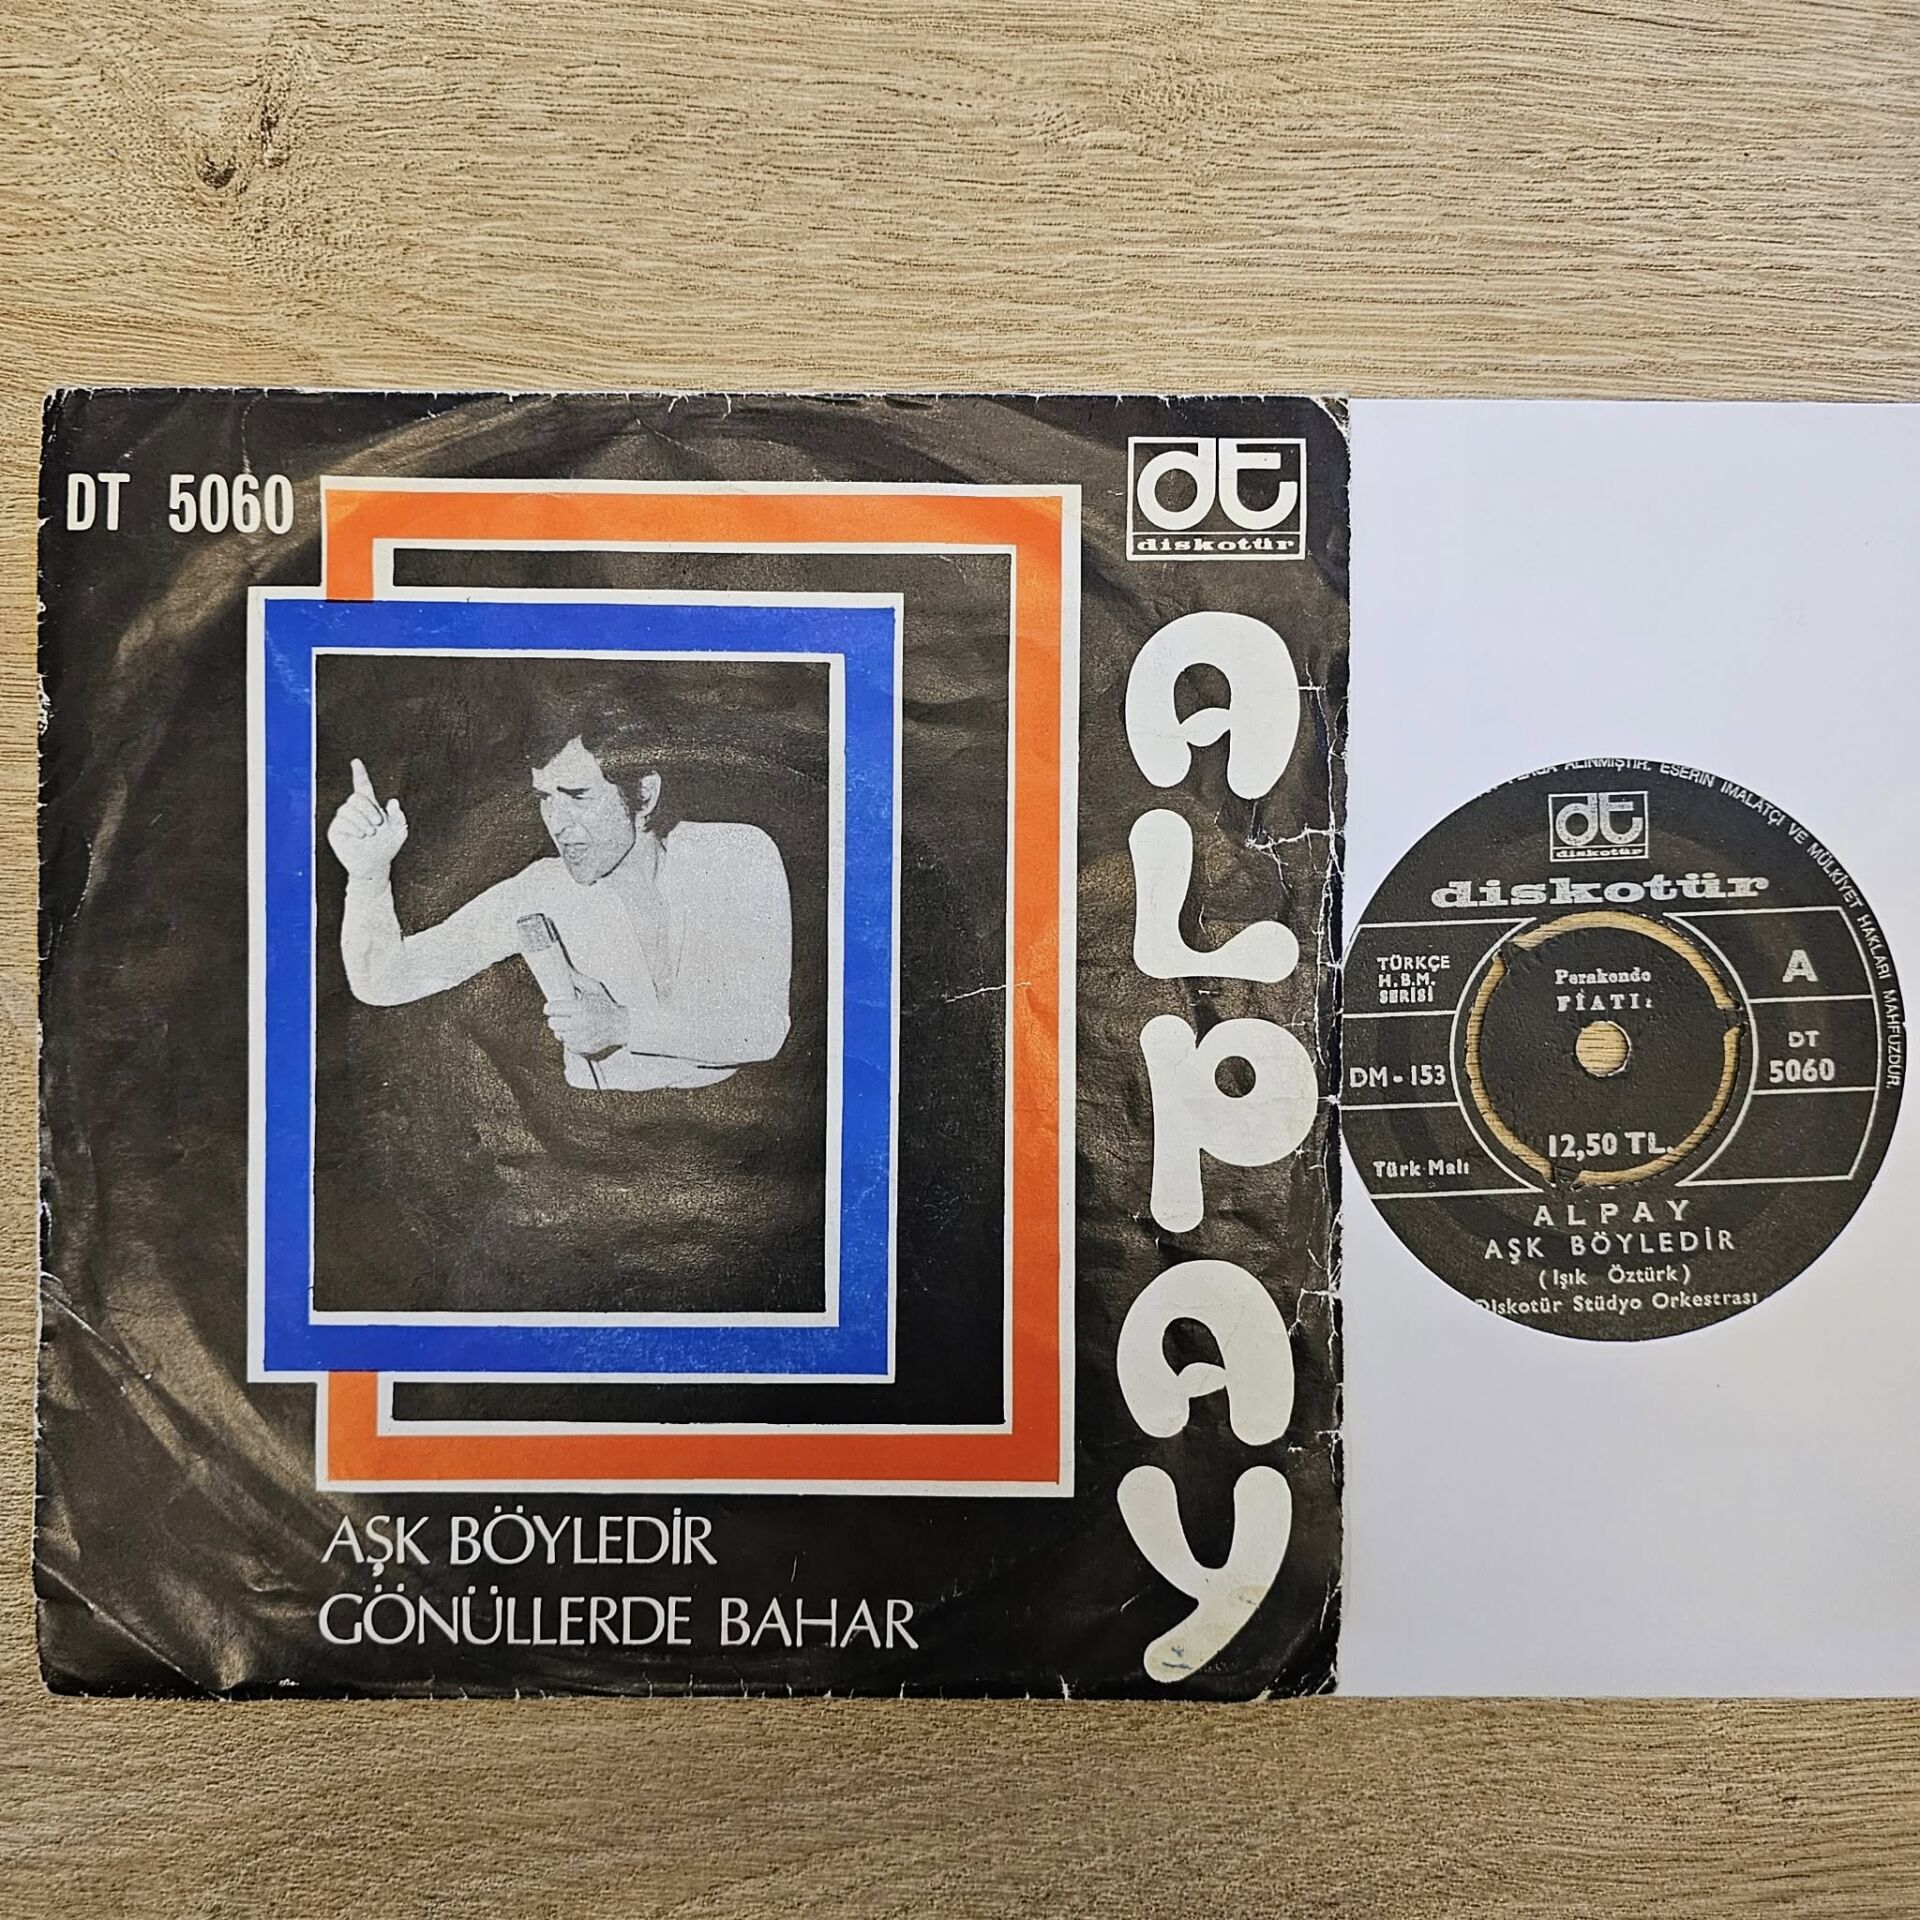 DT 5060
dt
diskotür
ALPAY
AŞK BÖYLEDİR
GÖNÜLLERDE BAHAR
ALINMIŞTIR. ESERİN İMALATÇI VE MÜLKİYET HAKLARI MAHFUZDUR.
dt
diskotür
diskotür
TÜRKÇE
H.B.M.
SERİSİ
DM-153
Türk Malı
Perakende
FİATI:
12,50 TL.
A
DT
5060
ALPAY
AŞK BÖYLEDİR
(Işık Öztürk)
Diskotür Stüdyo Orkestrası